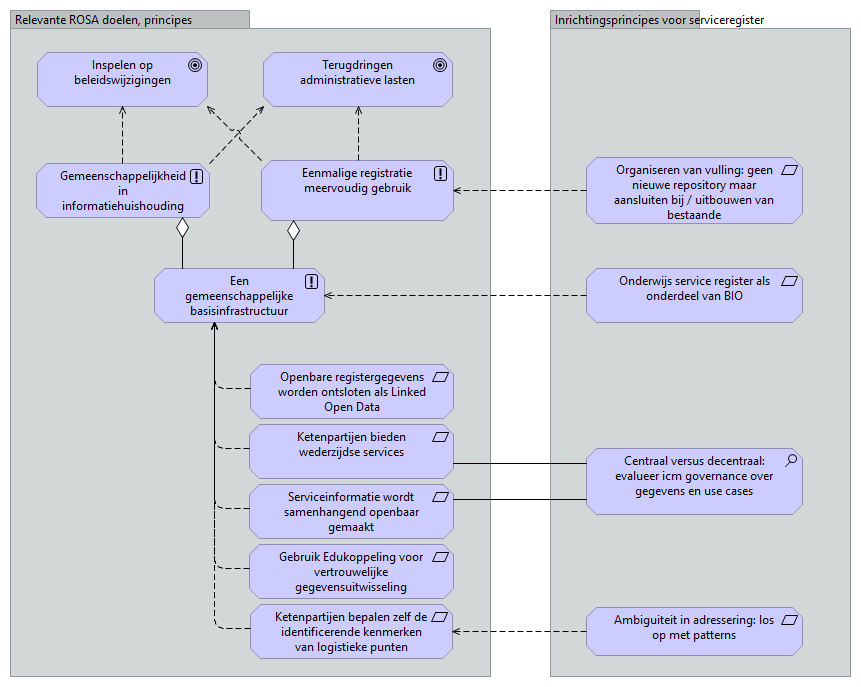 Relevante ROSA doelen, principes
Inspelen op
beleidswijzigingen
Terugdringen
administratieve lasten
Gemeenschappelijkheid
in
informatiehuishouding
Eenmalige registratie
meervoudig gebruik
Een
gemeenschappelijke
basisinfrastructuur
Openbare registergegevens
worden ontsloten als Linked
Open Data
Ketenpartijen bieden
wederzijdse services
Serviceinformatie wordt
samenhangend openbaar
gemaakt
Gebruik Edukoppeling voor
vertrouwelijke
gegevensuitwisseling
Ketenpartijen bepalen zelf de
identificerende kenmerken
van logistieke punten
Inrichtingsprincipes voor serviceregister
Organiseren van vulling: geen
nieuwe repository maar
aansluiten bij / uitbouwen van
bestaande
Onderwijs service register als
onderdeel van BIO
Centraal versus decentraal:
evalueer icm governance over
gegevens en use cases
Ambiguiteit in adressering: los
op met patterns